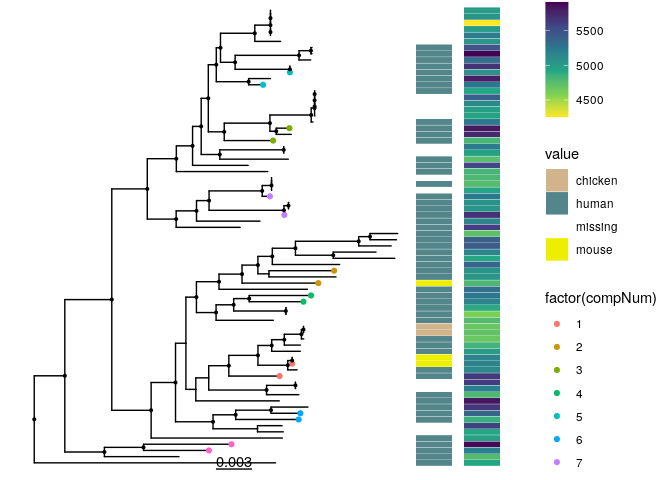 5500
5000
4500
value
chicken
human
missing
mouse
factor(compNum)
1
2
3
4
5
6
7
0.003